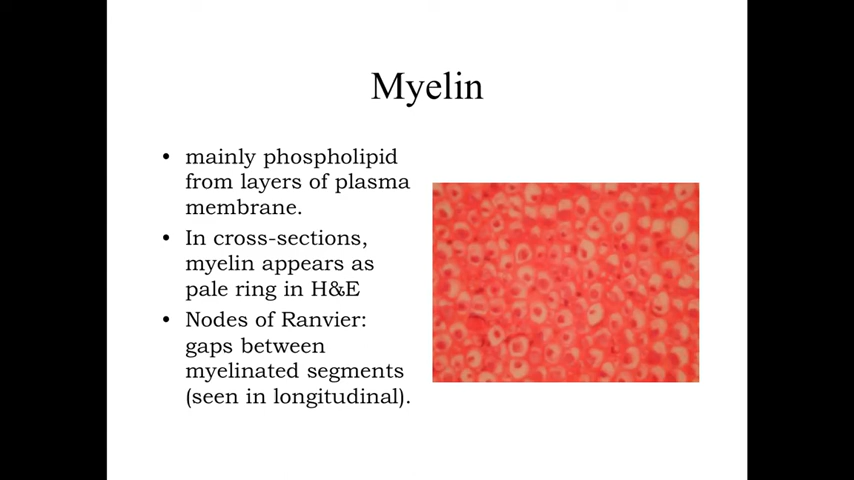 Myelin
• mainly phospholipid
from layers of plasma
membrane.
• In cross-sections,
myelin appears as
pale ring in H&E
• Nodes of Ranvier:
gaps between
myelinated segments
(seen in longitudinal).